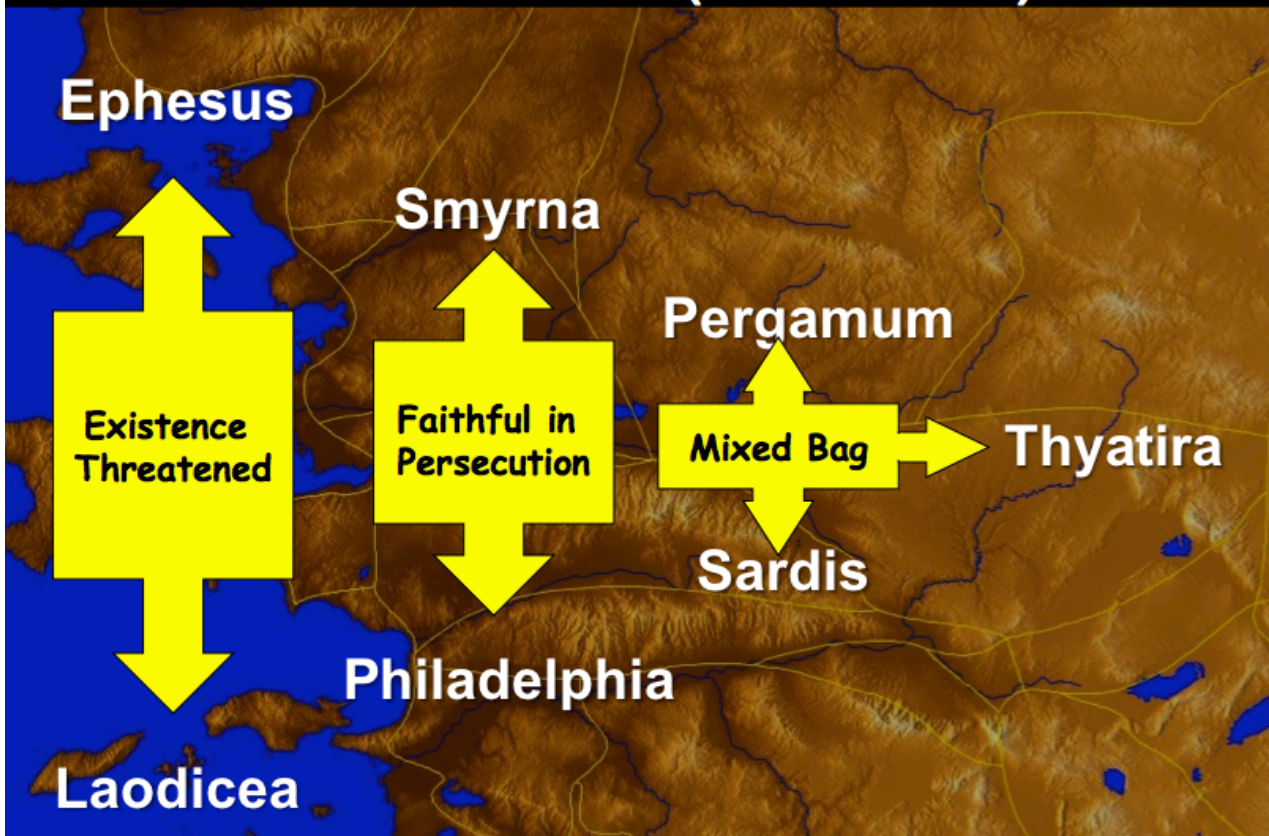 Ephesus
Smyrna
Pergamum
Existence
Threatened
Faithful in
Persecution
Mixed Bag
Thyatira
Sardis
Philadelphia
Laodicea